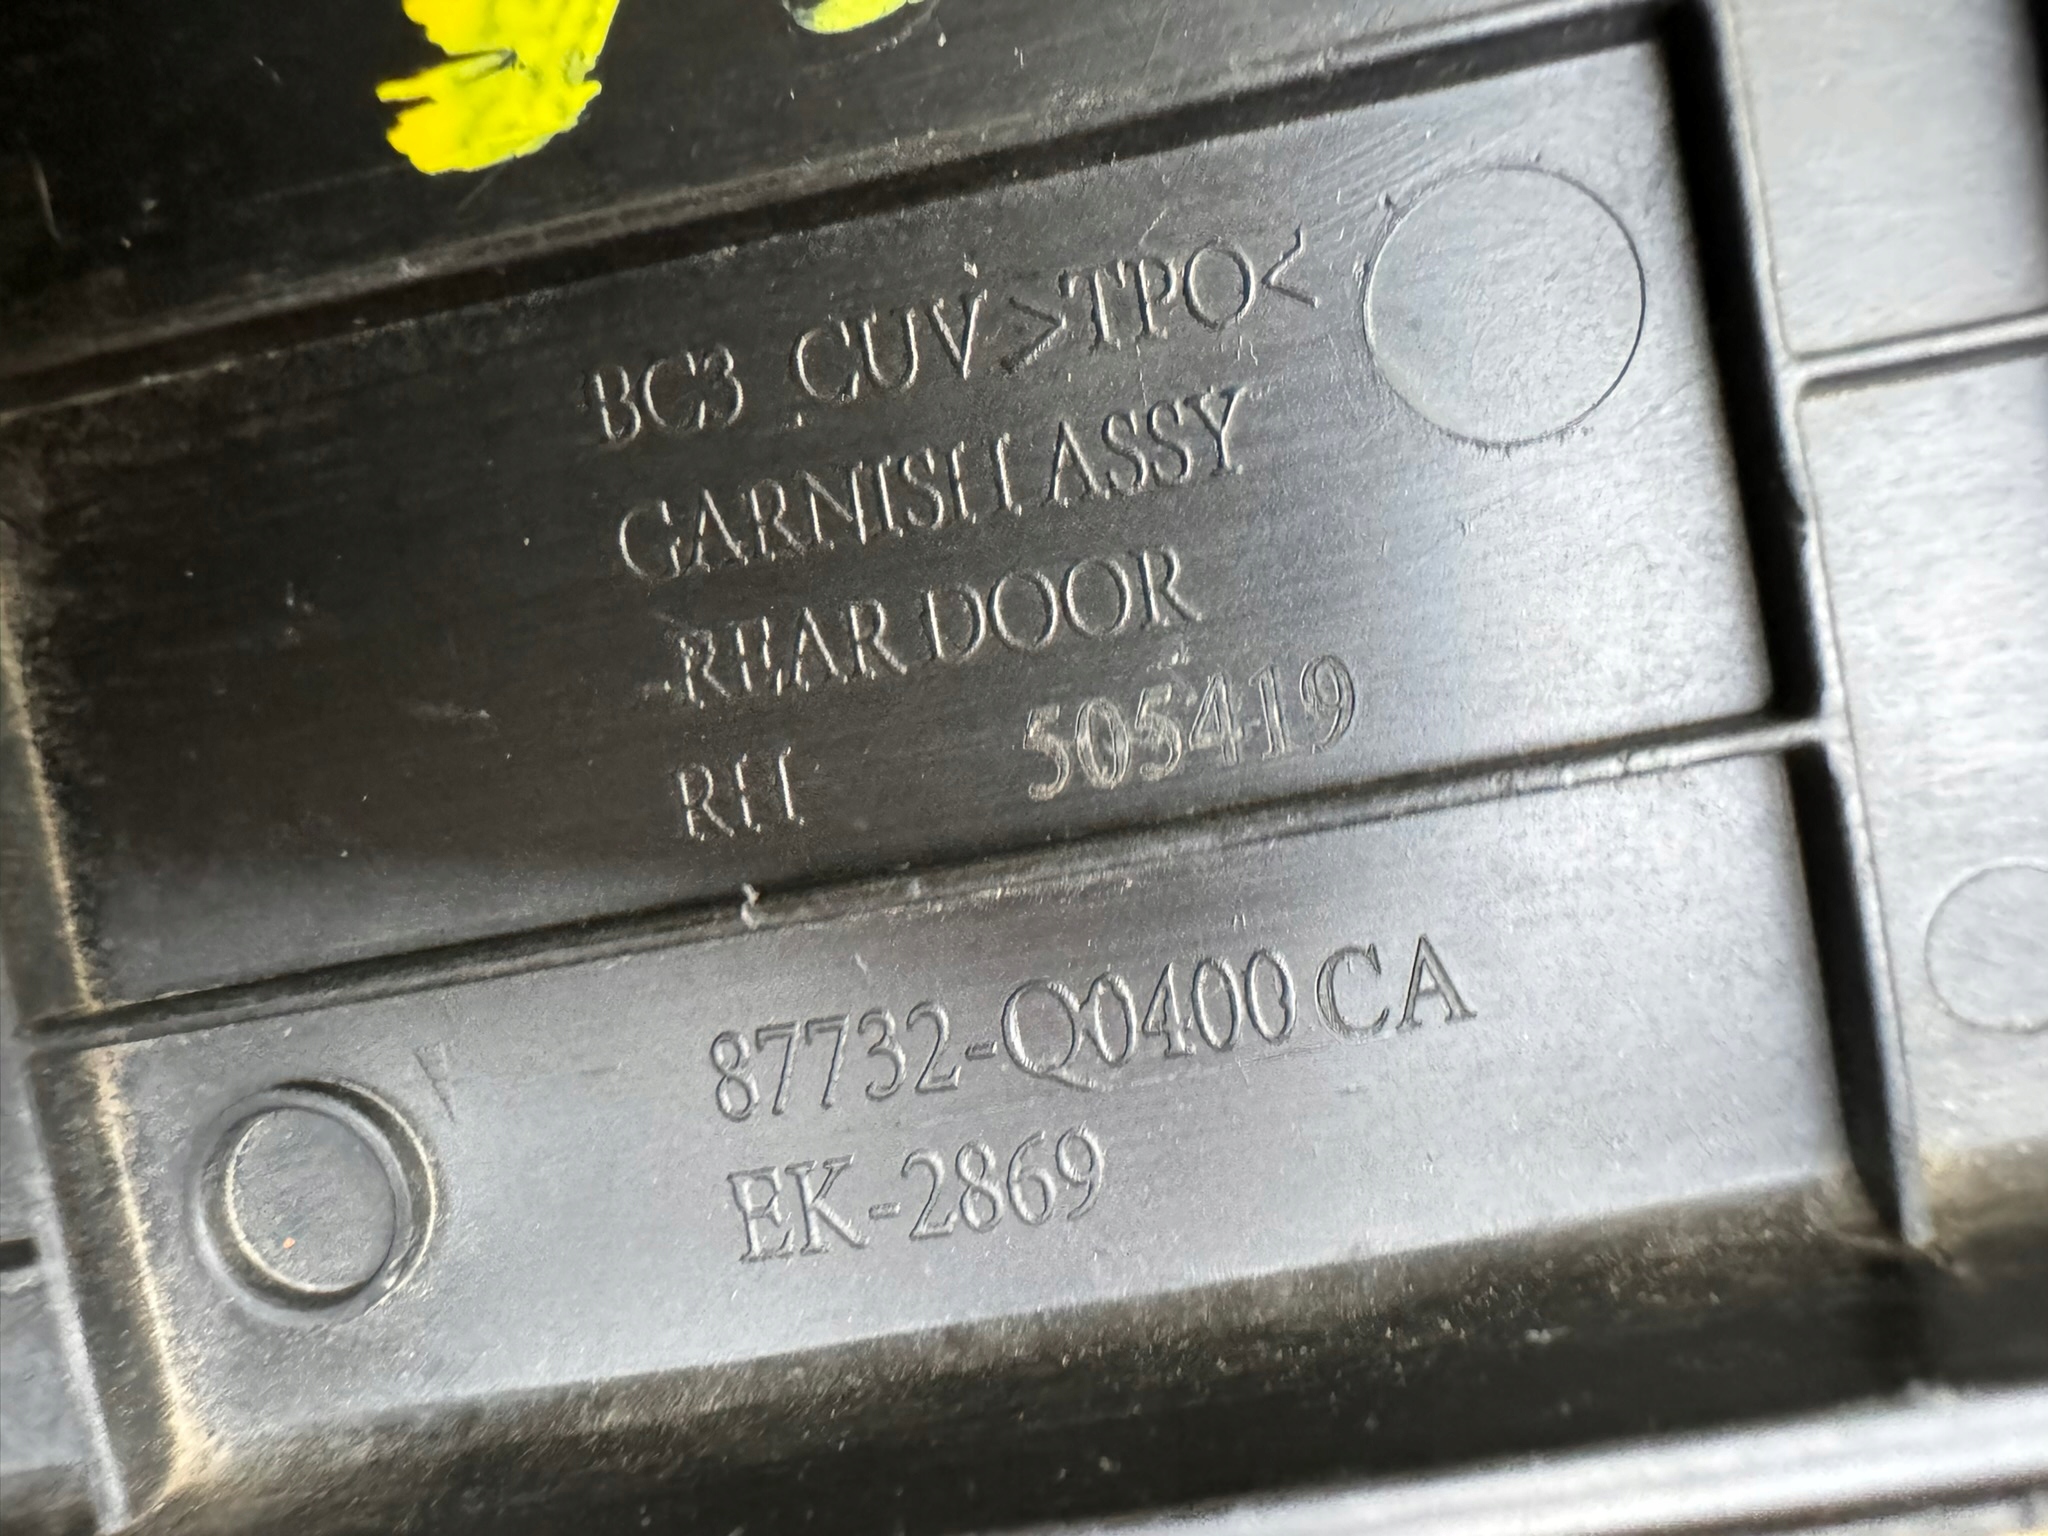 BC3 CUV >TPO<
GARNISH ASSY
REAR DOOR
RH 505419
87732-Q0400 CA
EK-2869